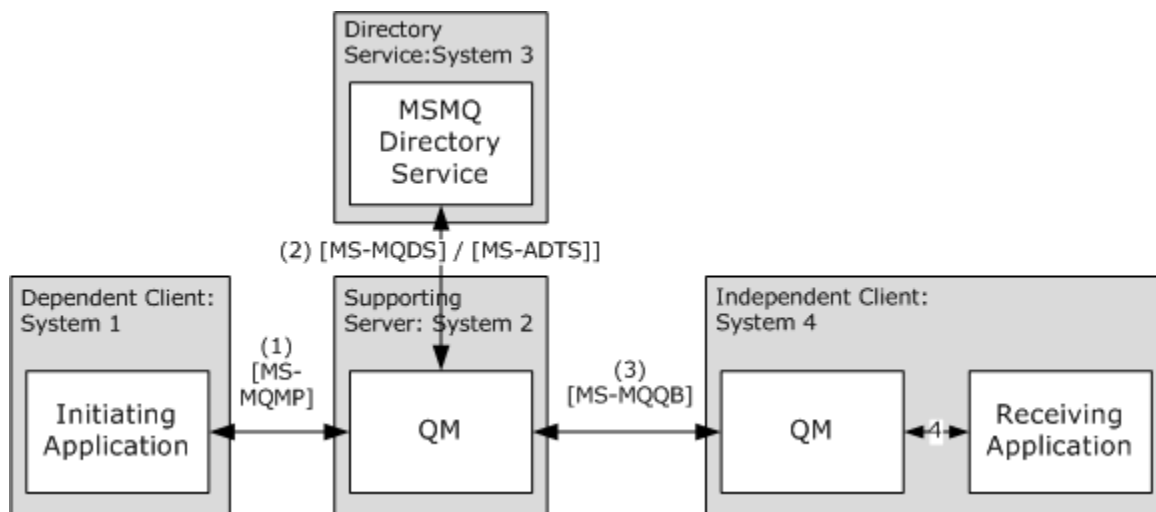 Directory
Service:System 3
MSMQ
Directory
Service
(2) [MS-MQDS] / [MS-ADTS]]
Dependent Client:
System 1
(1)
[MS-
MQMP]
Initiating
Application
Supporting
Server: System 2
QM
(3)
[MS-MQQB]
Independent Client:
System 4
QM
4
Receiving
Application